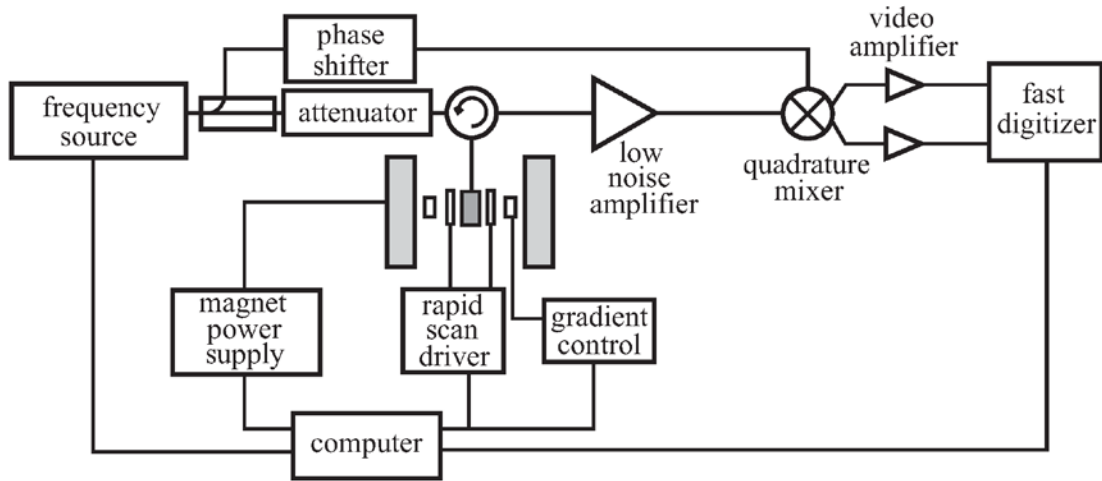 phase
shifter
video
amplifier
frequency
source
attenuator
fast
digitizer
low
noise
amplifier
quadrature
mixer
magnet
power
supply
rapid
scan
driver
gradient
control
computer